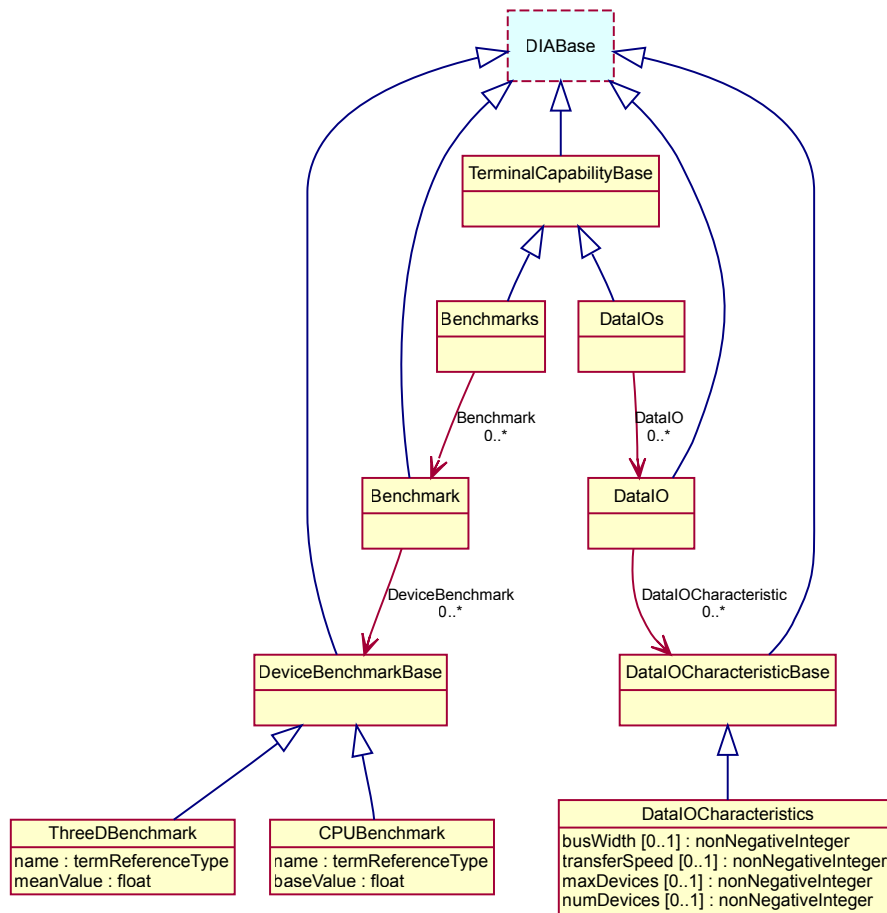 DIABase
TerminalCapabilityBase
Benchmarks
DataIOs
Benchmark
0..*
DataIO
0..*
Benchmark
DataIO
DeviceBenchmark
0..*
DataIOCharacteristic
0..*
DeviceBenchmarkBase
DataIOCharacteristicBase
ThreeDBenchmark
name : termReferenceType
meanValue : float
CPUBenchmark
name : termReferenceType
baseValue : float
DataIOCharacteristics
busWidth [0..1] : nonNegativeInteger
transferSpeed [0..1] : nonNegativeInteger
maxDevices [0..1] : nonNegativeInteger
numDevices [0..1] : nonNegativeInteger